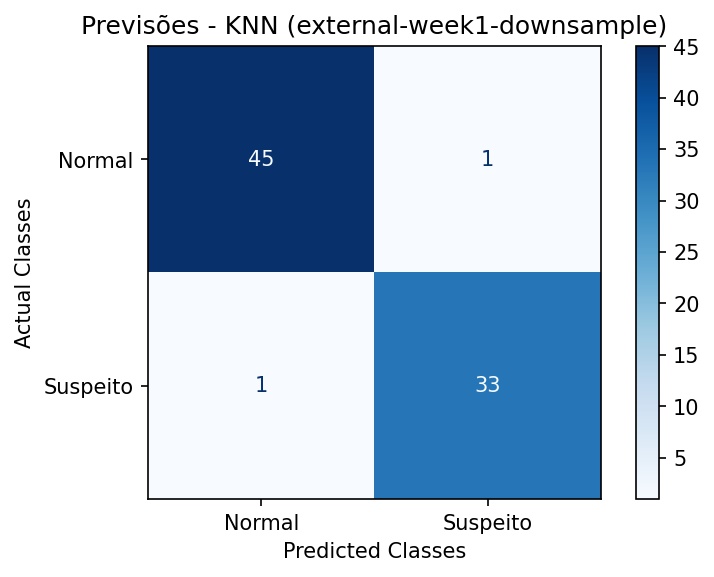 Previsões - KNN (external-week1-downsample)
Actual Classes
Normal
Suspeito
45
1
1
33
Normal
Suspeito
Predicted Classes
45
40
35
30
25
20
15
10
5